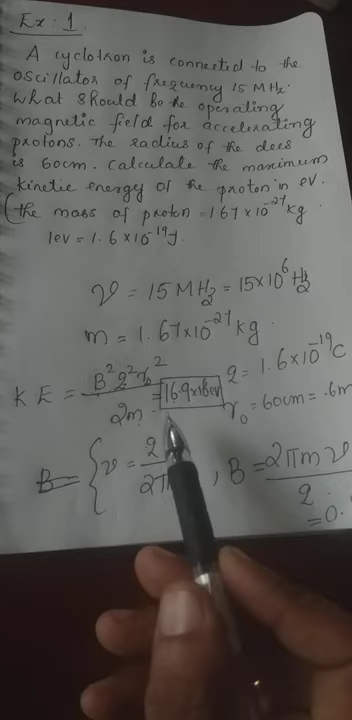 Ex: 1
A cyclotron is connected to the
oscillator of frequency 15 MHz.
What should be the operating
magnetic field for accelerating
protons. The radius of the dees
is 60cm. Calculate the maximum
kinetic energy of the proton in eV.
(the mass of proton = 1.67 × 10⁻²⁷ kg.
1eV = 1.6 × 10⁻¹⁹ J.
ν = 15 MHz = 15×10⁶ Hz
m = 1.67×10⁻²⁷ kg.
q = 1.6×10⁻¹⁹ C
KE = B²q²r₀² / 2m = 16.9×10⁶ eV
r₀ = 60cm = .6m
B = { ν = q / 2π , B = 2πmν / q
= 0.